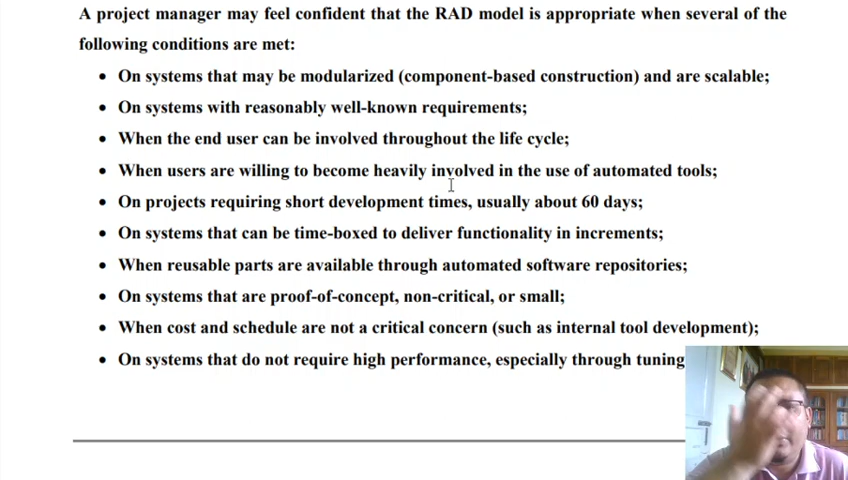 A project manager may feel confident that the RAD model is appropriate when several of the
following conditions are met:
• On systems that may be modularized (component-based construction) and are scalable;
• On systems with reasonably well-known requirements;
• When the end user can be involved throughout the life cycle;
• When users are willing to become heavily involved in the use of automated tools;
• On projects requiring short development times, usually about 60 days;
• On systems that can be time-boxed to deliver functionality in increments;
• When reusable parts are available through automated software repositories;
• On systems that are proof-of-concept, non-critical, or small;
• When cost and schedule are not a critical concern (such as internal tool development);
• On systems that do not require high performance, especially through tuning